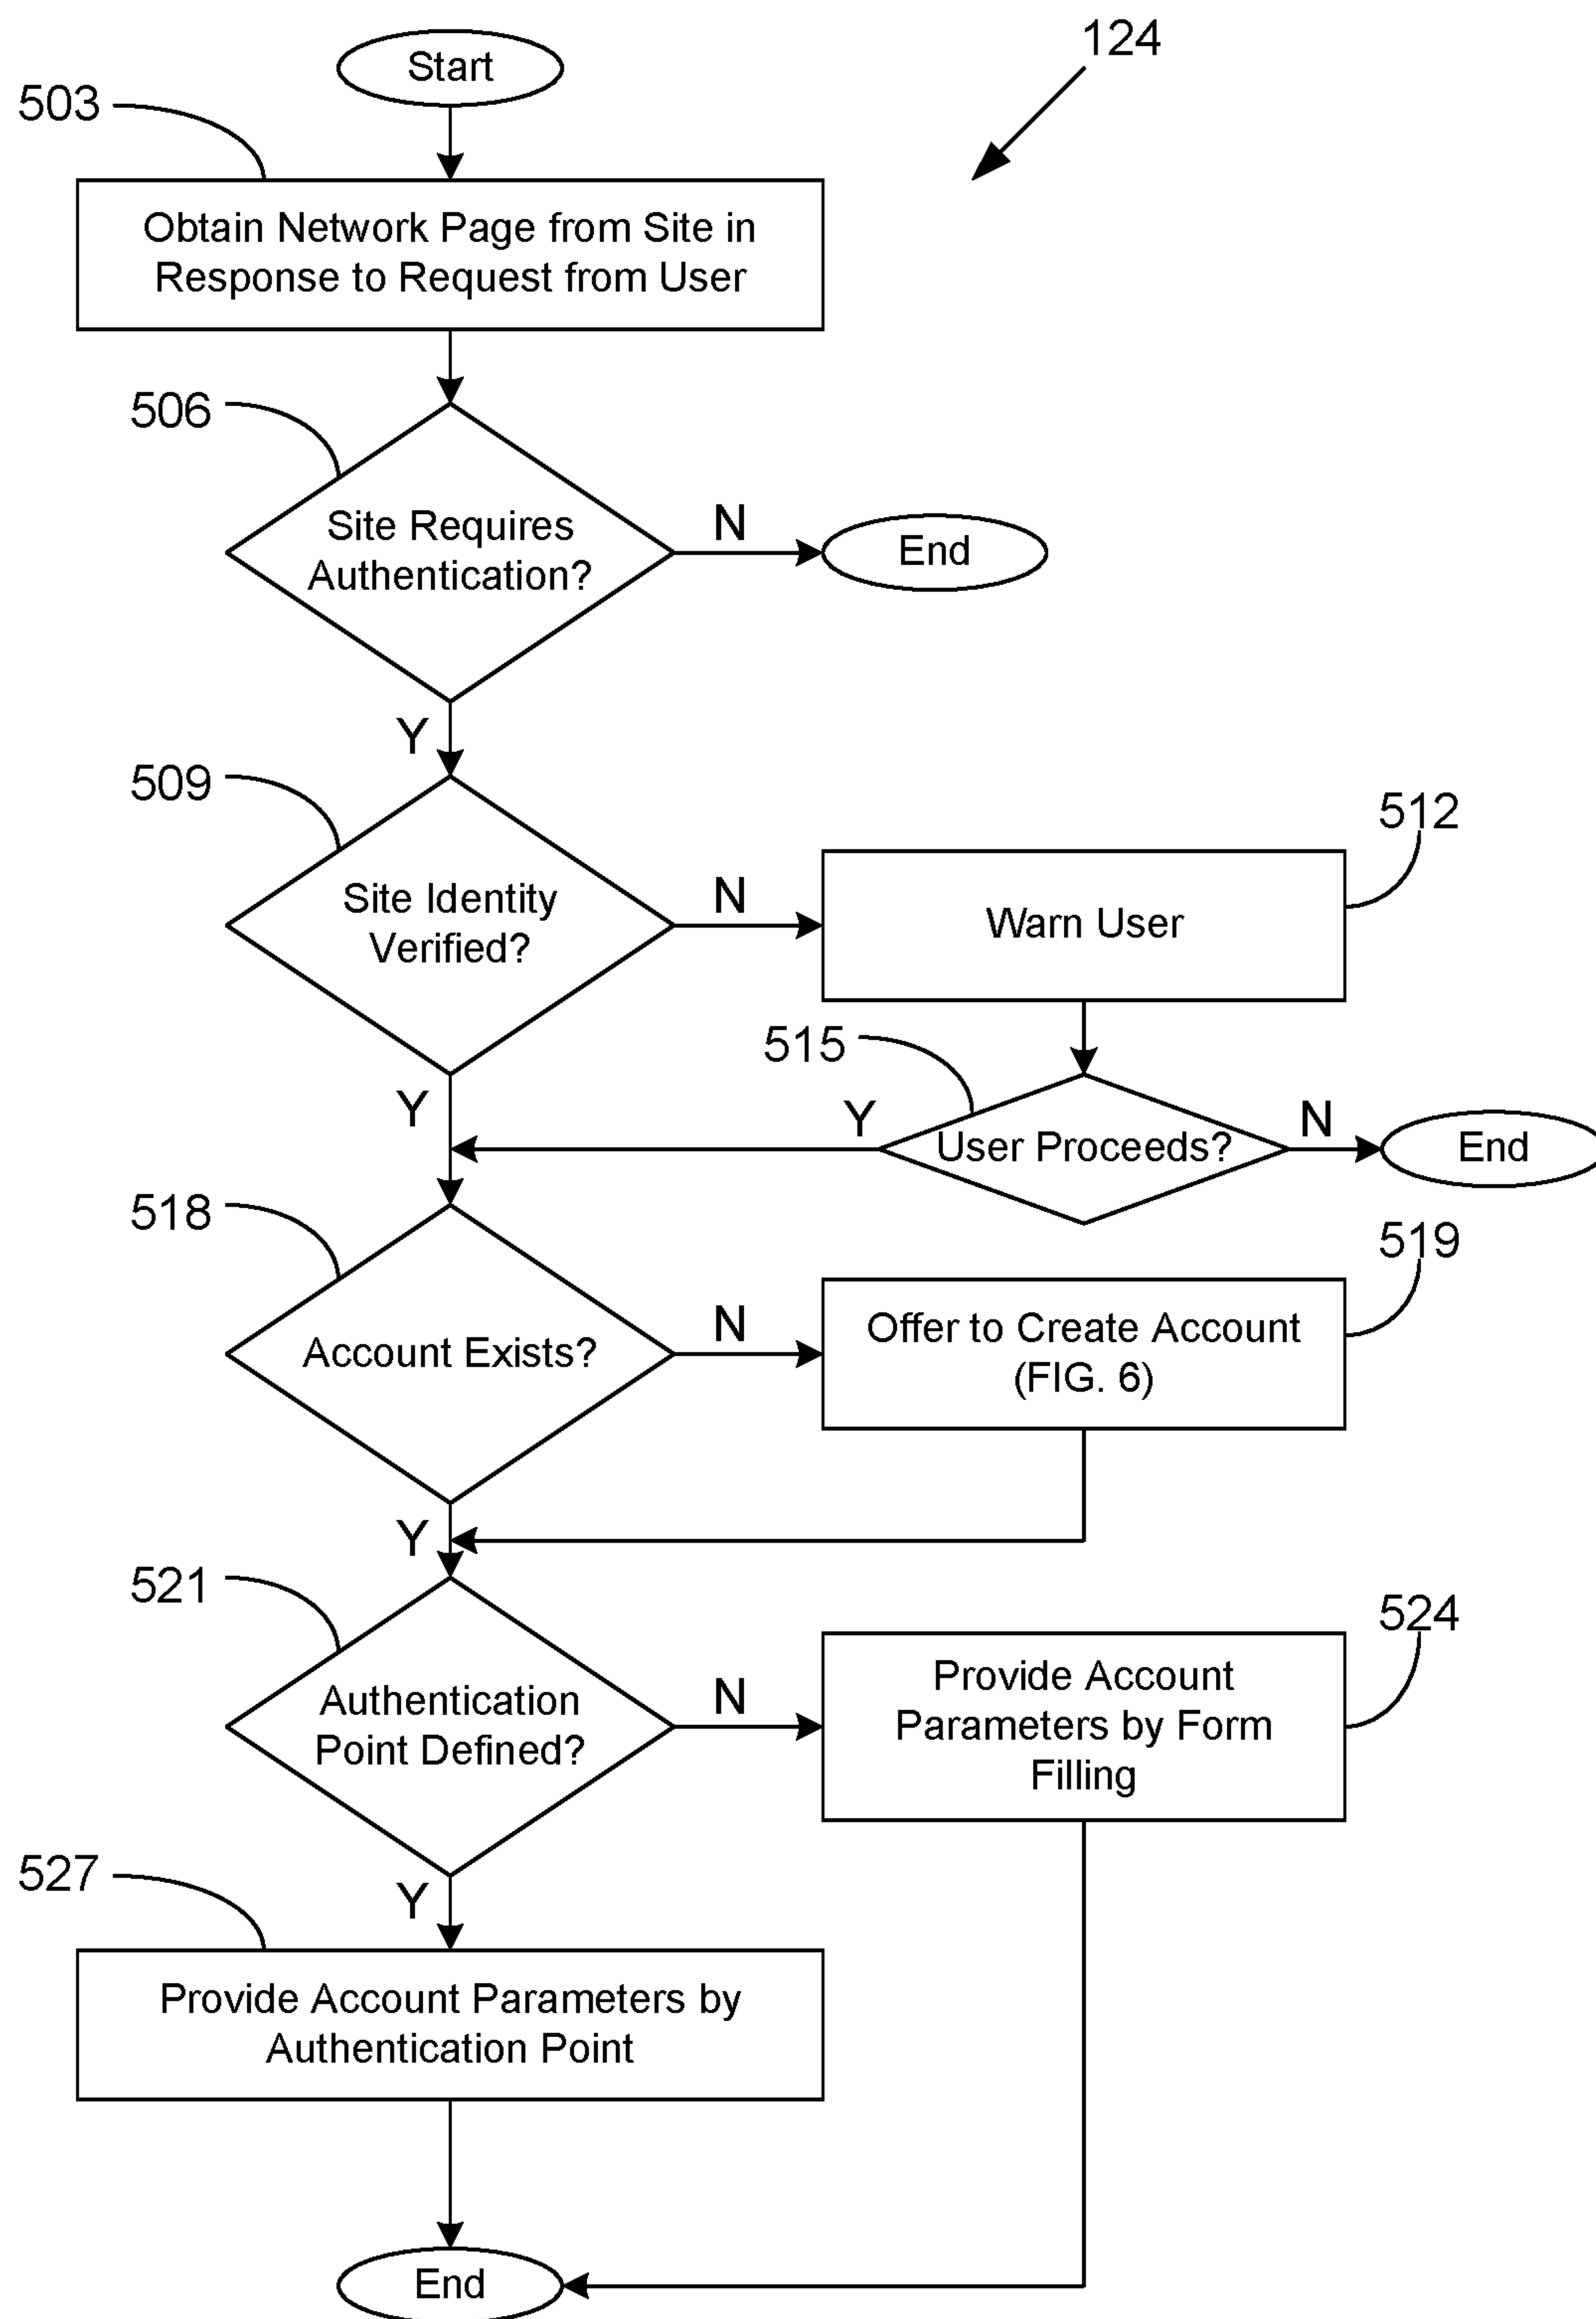 124
Start
503
Obtain Network Page from Site in
Response to Request from User
506
Site Requires
Authentication?
N
End
Y
509
Site Identity
Verified?
N
512
Warn User
515
Y
Y
User Proceeds?
N
End
518
Account Exists?
N
519
Offer to Create Account
(FIG. 6)
Y
521
Authentication
Point Defined?
N
524
Provide Account
Parameters by Form
Filling
Y
527
Provide Account Parameters by
Authentication Point
End